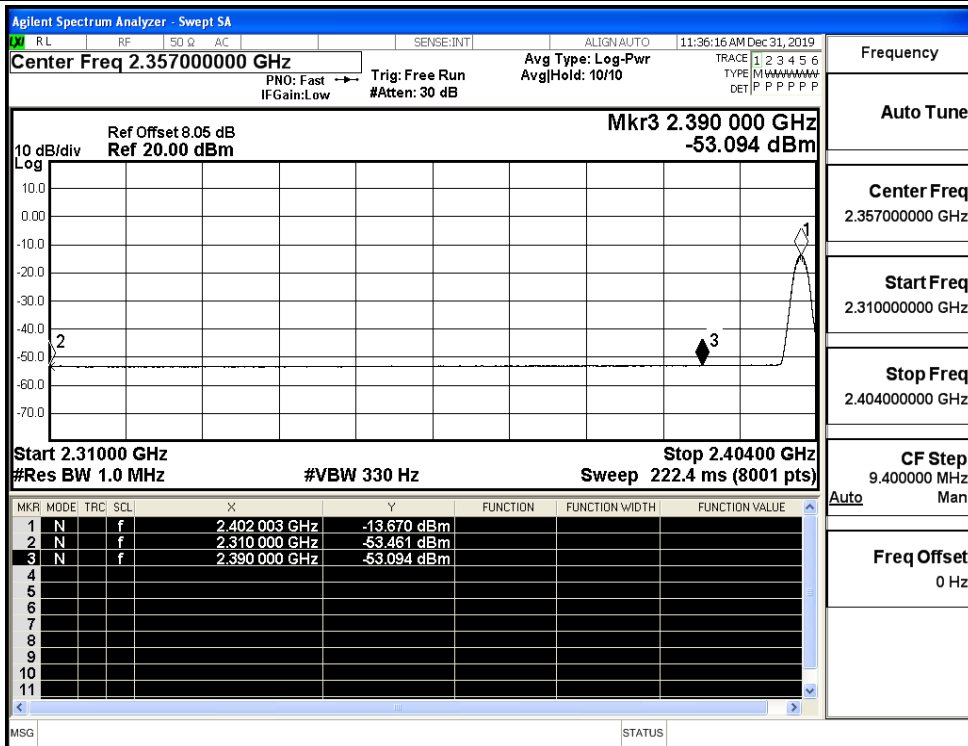 Agilent Spectrum Analyzer - Swept SA
LXI RL RF 50 Ω AC SENSE:INT ALIGN AUTO 11:36:16 AM Dec 31, 2019
Center Freq 2.357000000 GHz
PNO: Fast
IFGain:Low
Trig: Free Run
#Atten: 30 dB
Avg Type: Log-Pwr
Avg|Hold: 10/10
TRACE 1 2 3 4 5 6
TYPE M WWWWW
DET P P P P P P
Ref Offset 8.05 dB
10 dB/div Ref 20.00 dBm
Log
Mkr3 2.390 000 GHz
-53.094 dBm
10.0
0.00
-10.0
-20.0
-30.0
-40.0
-50.0
-60.0
-70.0
1
2
3
Start 2.31000 GHz Stop 2.40400 GHz
#Res BW 1.0 MHz #VBW 330 Hz Sweep 222.4 ms (8001 pts)
MKR MODE TRC SCL X Y FUNCTION FUNCTION WIDTH FUNCTION VALUE
1 N f 2.402 003 GHz -13.670 dBm
2 N f 2.310 000 GHz -53.461 dBm
3 N f 2.390 000 GHz -53.094 dBm
4
5
6
7
8
9
10
11
MSG STATUS
Frequency
Auto Tune
Center Freq
2.357000000 GHz
Start Freq
2.310000000 GHz
Stop Freq
2.404000000 GHz
CF Step
9.400000 MHz
Auto Man
Freq Offset
0 Hz